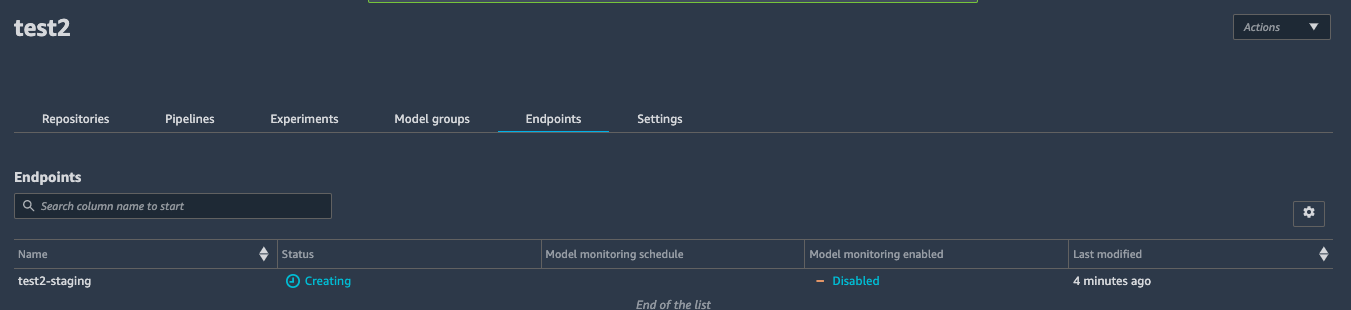 test2
Actions
Repositories Pipelines Experiments Model groups Endpoints Settings
Endpoints
Search column name to start
Name Status Model monitoring schedule Model monitoring enabled Last modified
test2-staging Creating Disabled 4 minutes ago
End of the list